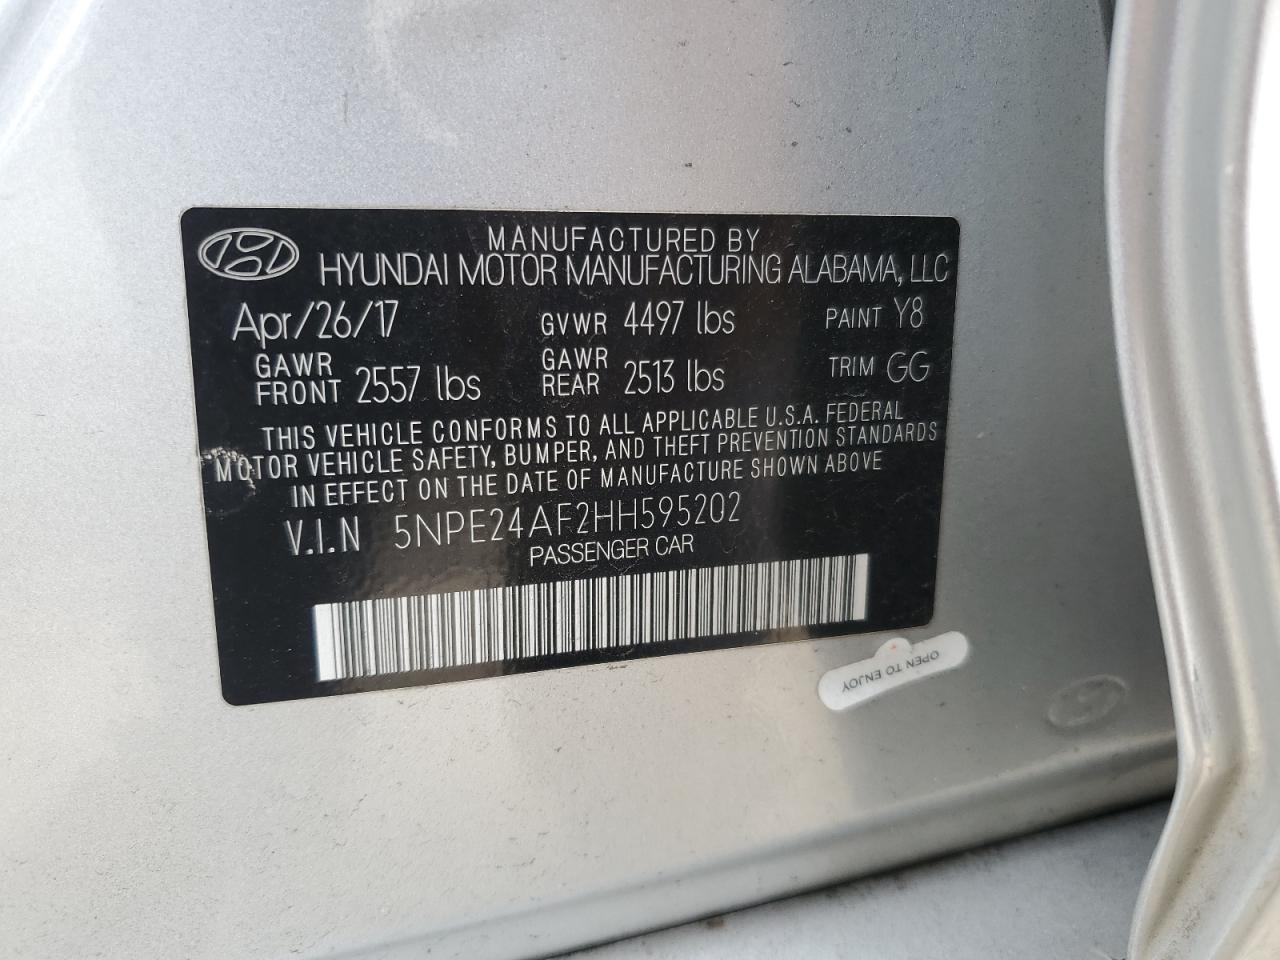 MANUFACTURED BY
HYUNDAI MOTOR MANUFACTURING ALABAMA, LLC
Apr/26/17 GVWR 4497 lbs PAINT Y8
GAWR FRONT 2557 lbs GAWR REAR 2513 lbs TRIM GG
THIS VEHICLE CONFORMS TO ALL APPLICABLE U.S.A. FEDERAL
MOTOR VEHICLE SAFETY, BUMPER, AND THEFT PREVENTION STANDARDS
IN EFFECT ON THE DATE OF MANUFACTURE SHOWN ABOVE
V.I.N 5NPE24AF2HH595202
PASSENGER CAR
OPEN TO ENJOY